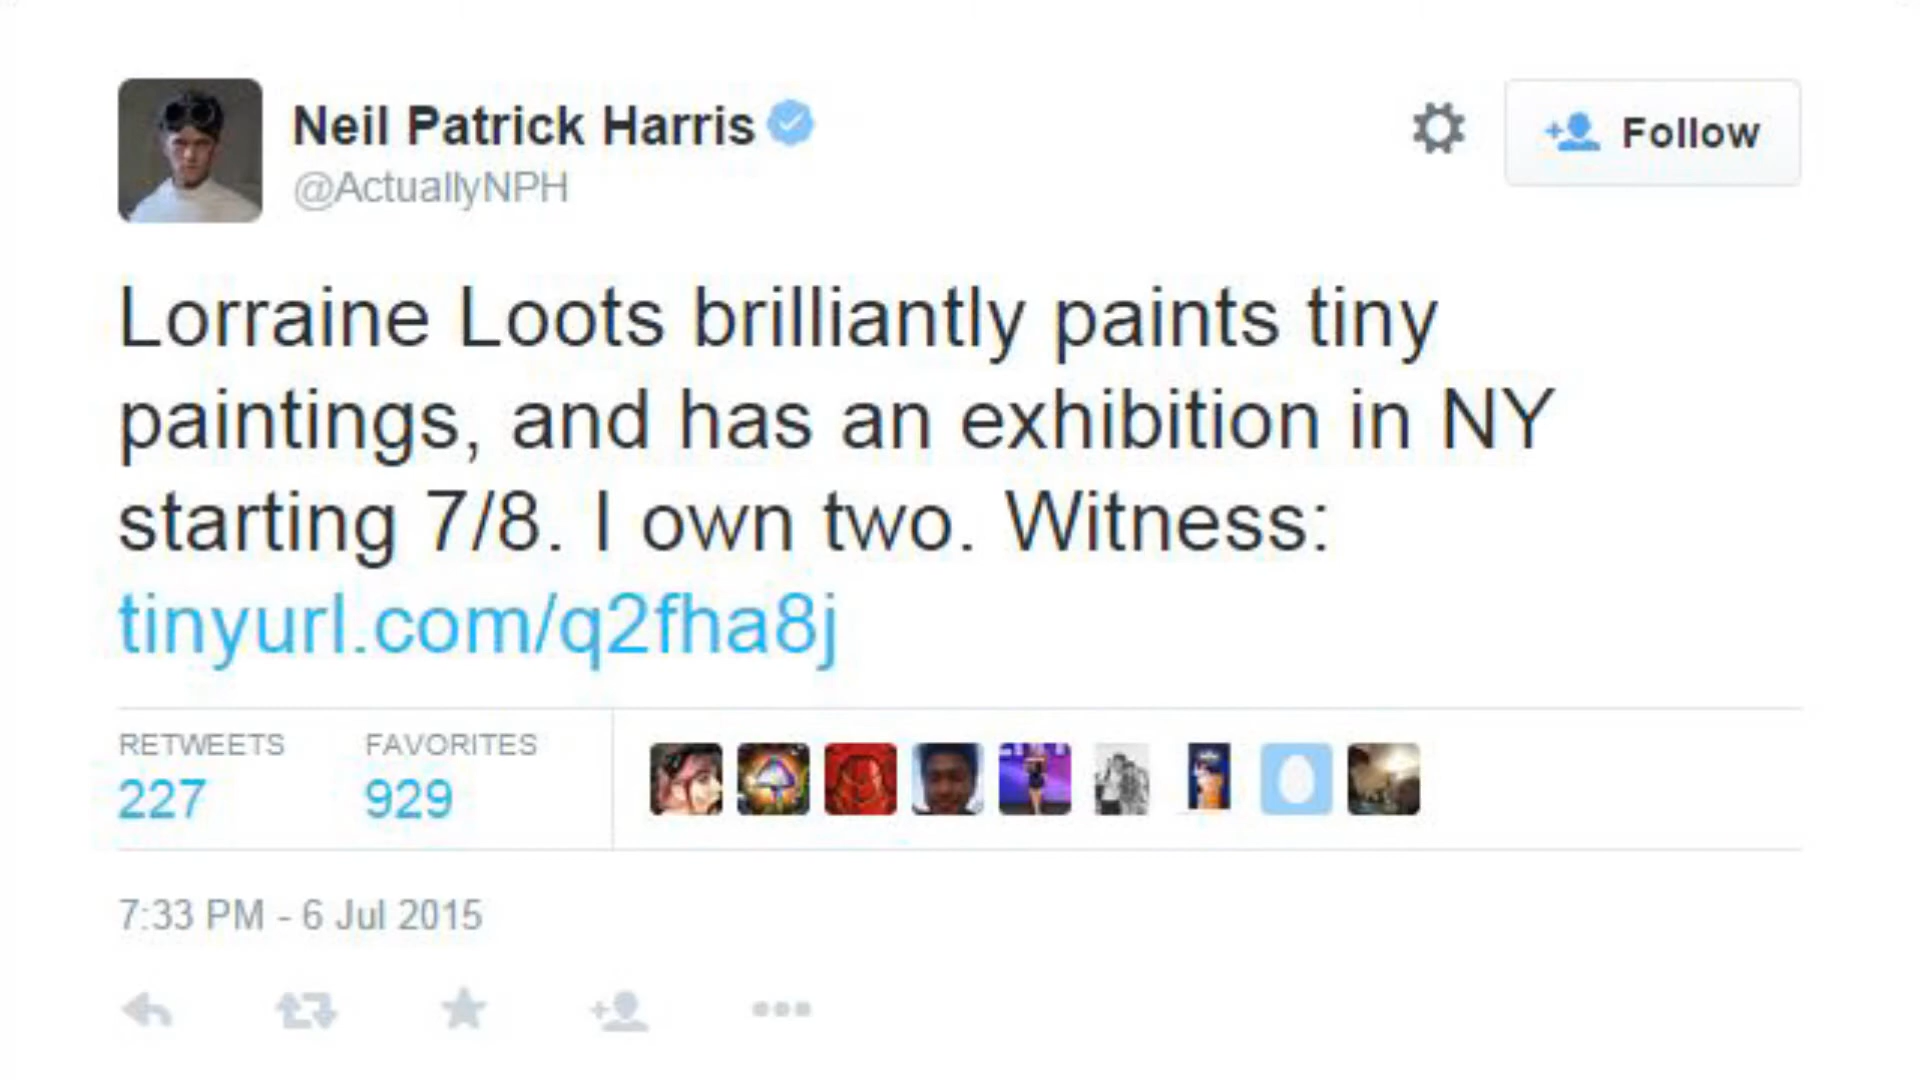 Neil Patrick Harris
@ActuallyNPH
Follow
Lorraine Loots brilliantly paints tiny
paintings, and has an exhibition in NY
starting 7/8. I own two. Witness:
tinyurl.com/q2fha8j
RETWEETS
227
FAVORITES
929
7:33 PM - 6 Jul 2015